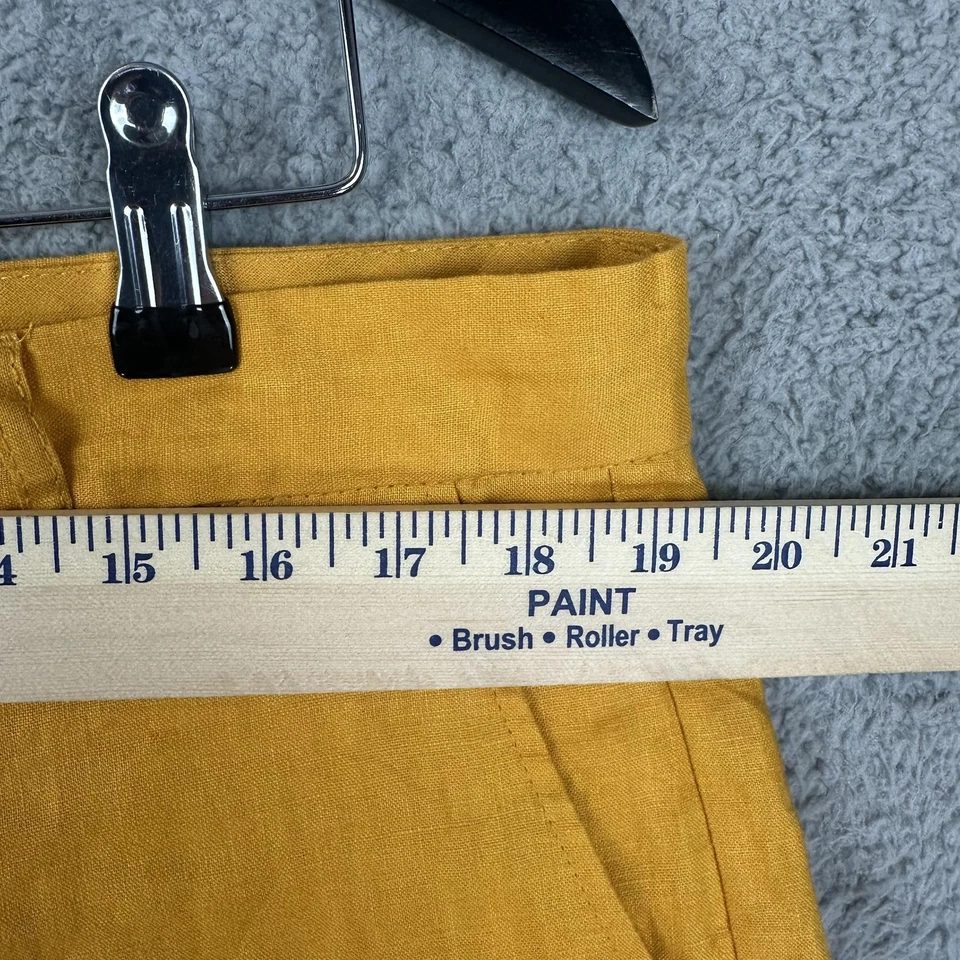 4 15 16 17 18 19 20 21
PAINT
• Brush • Roller • Tray